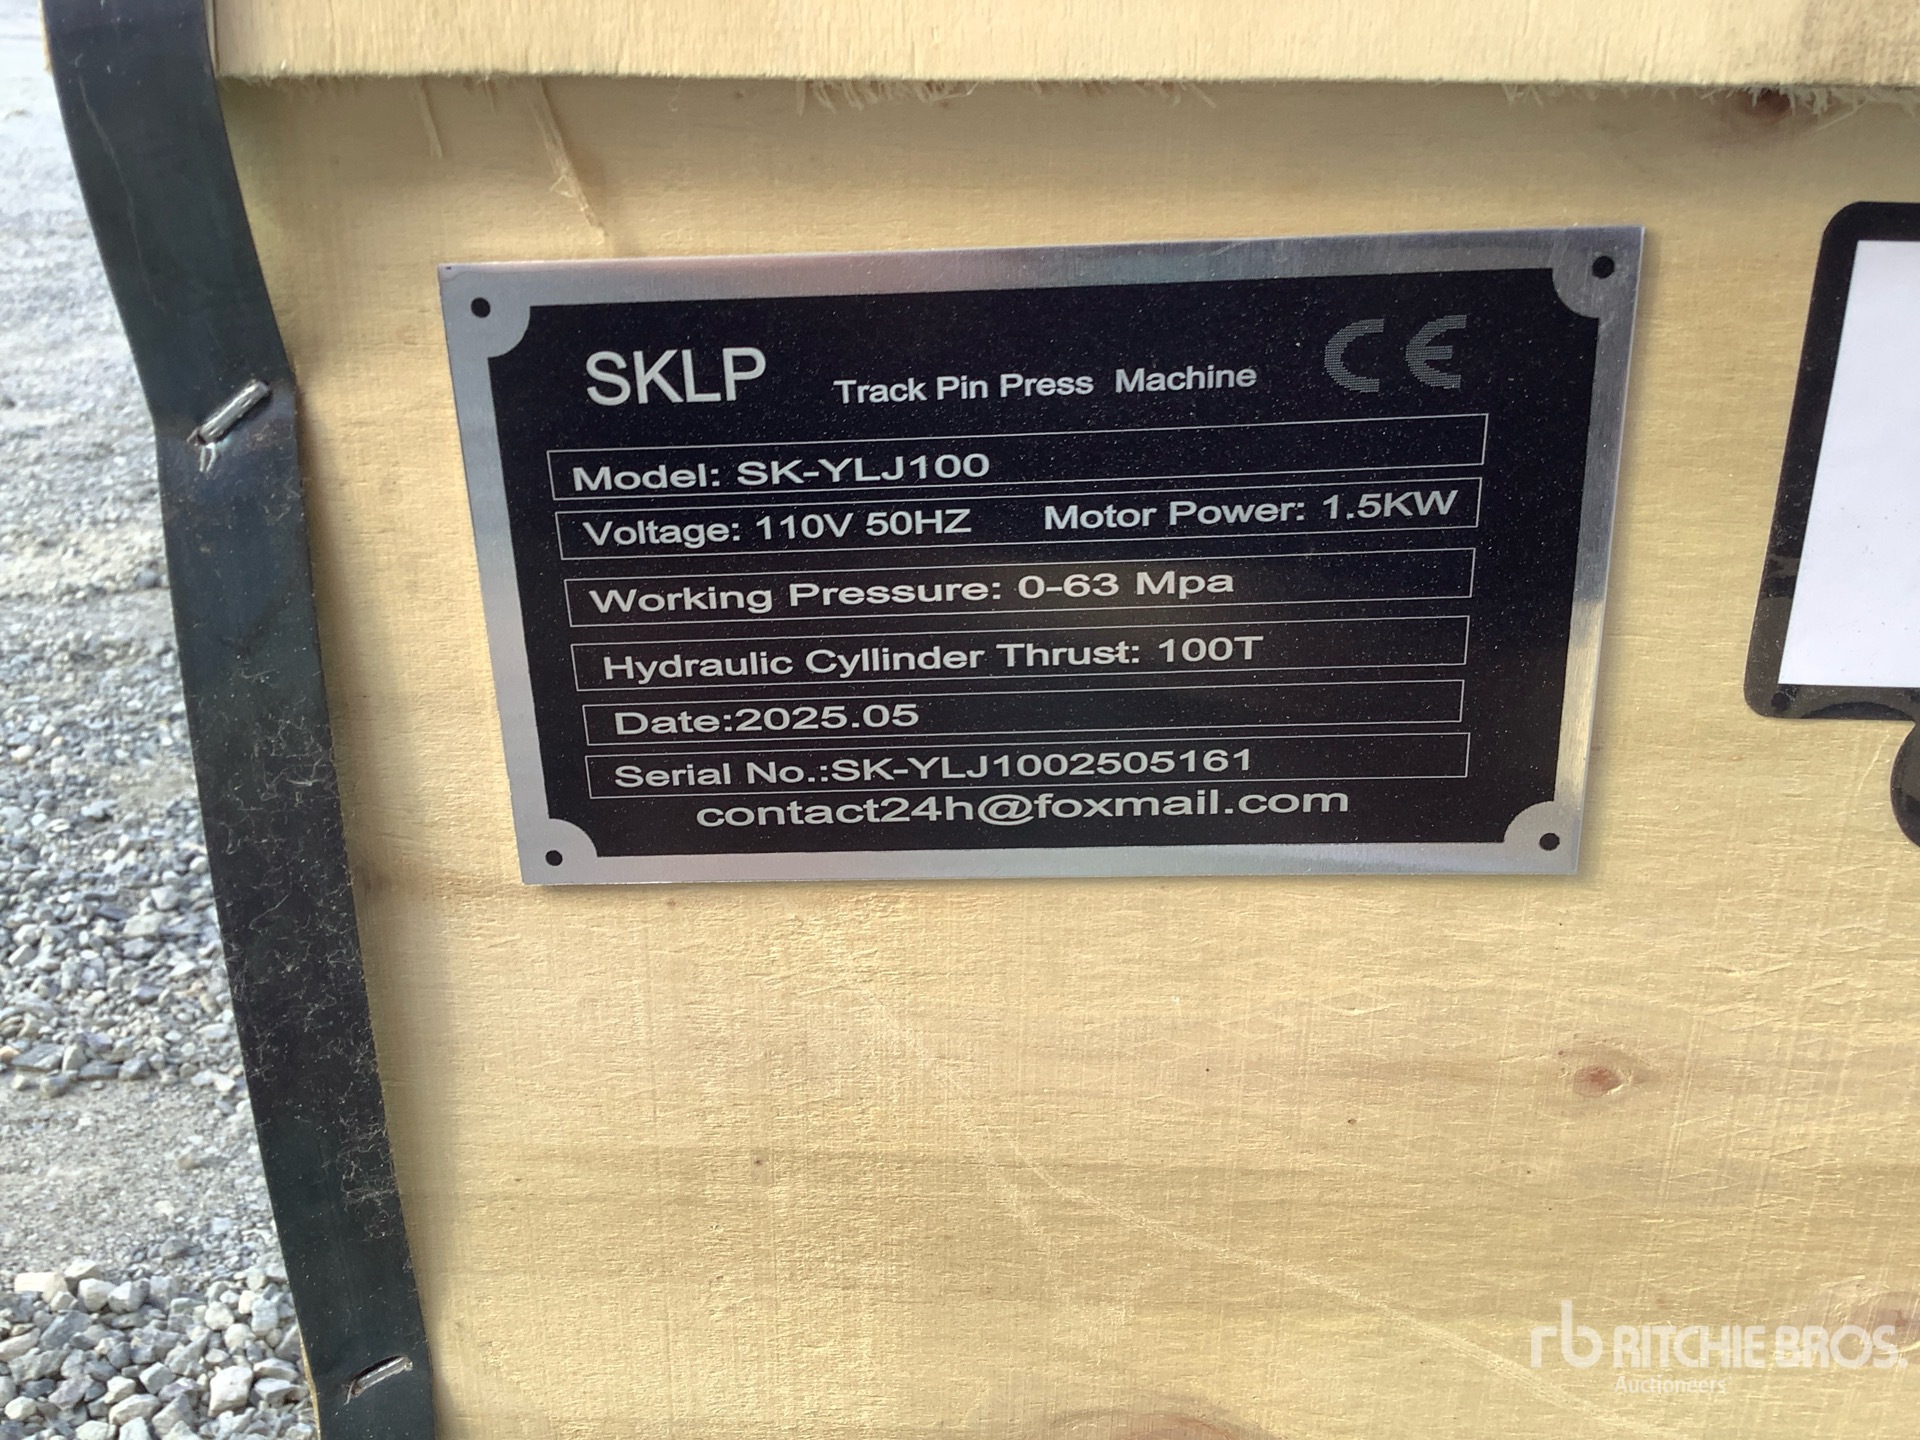 SKLP Track Pin Press Machine CE
Model: SK-YLJ100
Voltage: 110V 50HZ Motor Power: 1.5KW
Working Pressure: 0-63 Mpa
Hydraulic Cyllinder Thrust: 100T
Date:2025.05
Serial No.:SK-YLJ1002505161
contact24h@foxmail.com
rb RITCHIE BROS.
Auctioneers